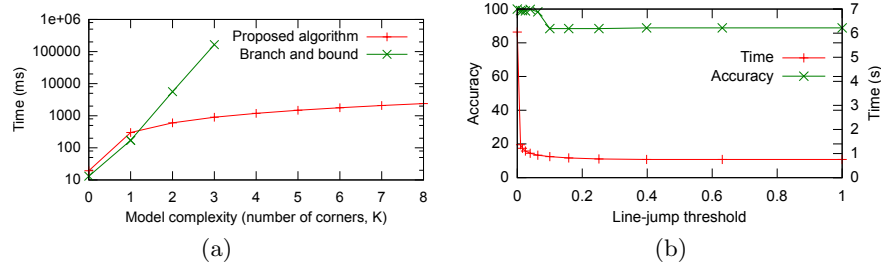 1e+06
100000
10000
1000
100
10
Time (ms)
Proposed algorithm
Branch and bound
0 1 2 3 4 5 6 7 8
Model complexity (number of corners, K)
(a)
100
80
60
40
20
0
Accuracy
Time
Accuracy
7
6
5
4
3
2
1
0
Time (s)
0 0.2 0.4 0.6 0.8 1
Line-jump threshold
(b)